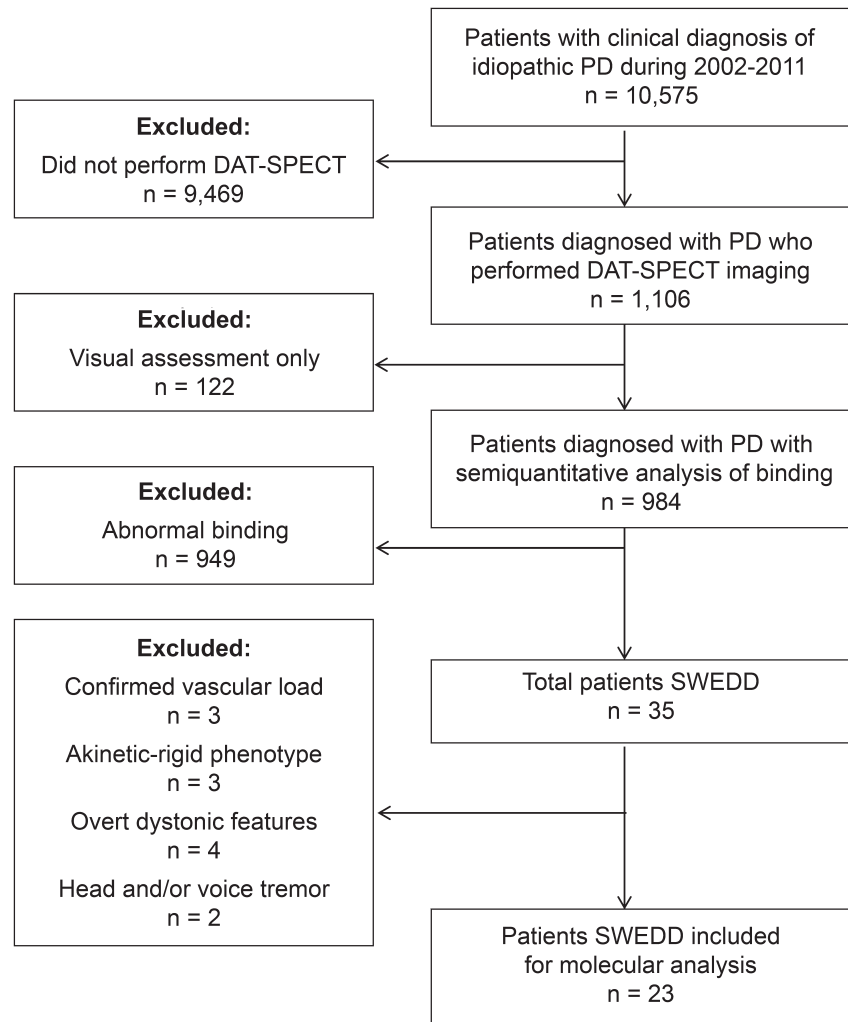 Patients with clinical diagnosis of
idiopathic PD during 2002-2011
n = 10,575
Excluded:
Did not perform DAT-SPECT
n = 9,469
Patients diagnosed with PD who
performed DAT-SPECT imaging
n = 1,106
Excluded:
Visual assessment only
n = 122
Patients diagnosed with PD with
semiquantitative analysis of binding
n = 984
Excluded:
Abnormal binding
n = 949
Total patients SWEDD
n = 35
Excluded:
Confirmed vascular load
n = 3
Akinetic-rigid phenotype
n = 3
Overt dystonic features
n = 4
Head and/or voice tremor
n = 2
Patients SWEDD included
for molecular analysis
n = 23